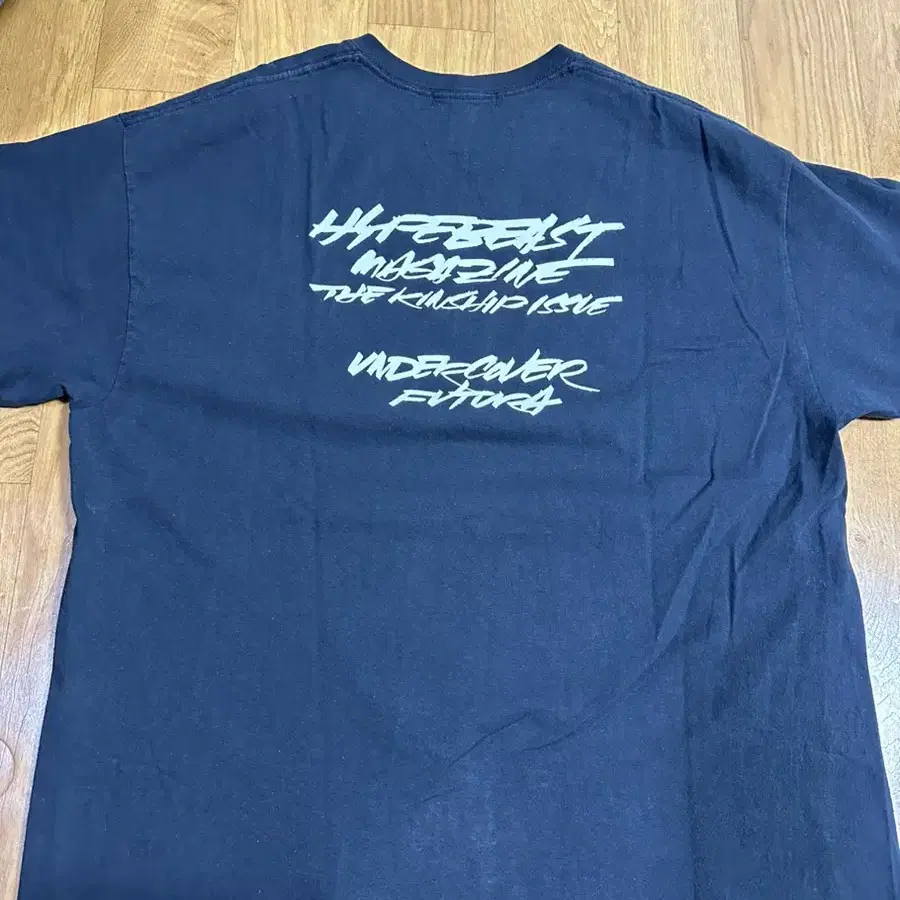 HYPEBEAST
MAGAZINE
THE KINSHIP ISSUE
UNDERCOVER
FUTURA